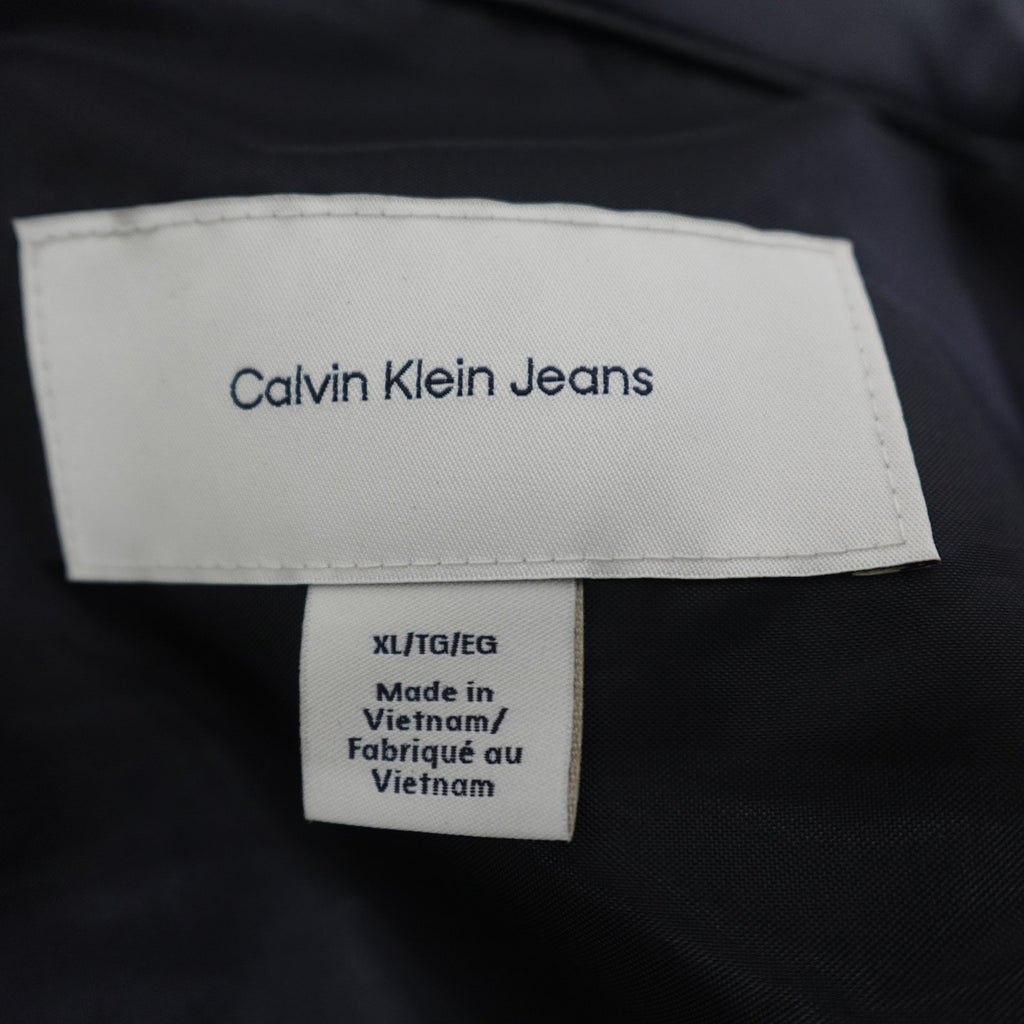 Calvin Klein Jeans
XL/TG/EG
Made in
Vietnam/
Fabriqué au
Vietnam